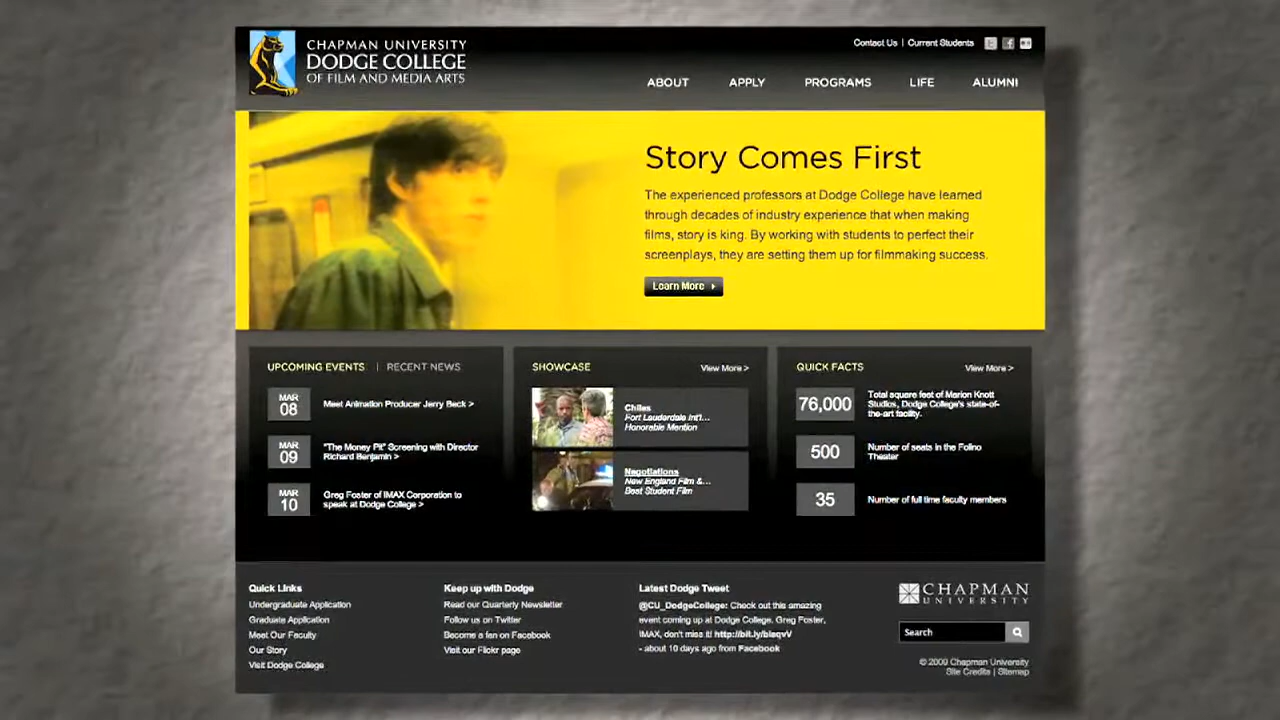 CHAPMAN UNIVERSITY
DODGE COLLEGE
OF FILM AND MEDIA ARTS
Contact Us | Current Students
ABOUT APPLY PROGRAMS LIFE ALUMNI
Story Comes First
The experienced professors at Dodge College have learned
through decades of industry experience that when making
films, story is king. By working with students to perfect their
screenplays, they are setting them up for filmmaking success.
Learn More
UPCOMING EVENTS | RECENT NEWS
MAR
08
Meet Animation Producer Jerry Beck >
MAR
09
"The Money Pit" Screening with Director
Richard Benjamin >
MAR
10
Greg Foster of IMAX Corporation to
speak at Dodge College >
SHOWCASE
View More >
Chiles
Fort Lauderdale Int'l...
Honorable Mention
Negotiations
New England Film &...
Best Student Film
QUICK FACTS
View More >
76,000
Total square feet of Marion Knott
Studios, Dodge College's state-of-
the-art facility.
500
Number of seats in the Folino
Theater
35
Number of full time faculty members
Quick Links
Undergraduate Application
Graduate Application
Meet Our Faculty
Our Story
Visit Dodge College
Keep up with Dodge
Read our Quarterly Newsletter
Follow us on Twitter
Become a fan on Facebook
Visit our Flickr page
Latest Dodge Tweet
@CU_DodgeCollege: Check out this amazing
event coming up at Dodge College. Greg Foster,
IMAX, don't miss it! http://bit.ly/blaqvV
- about 10 days ago from Facebook
CHAPMAN
UNIVERSITY
Search
© 2009 Chapman University
Site Credits | Sitemap